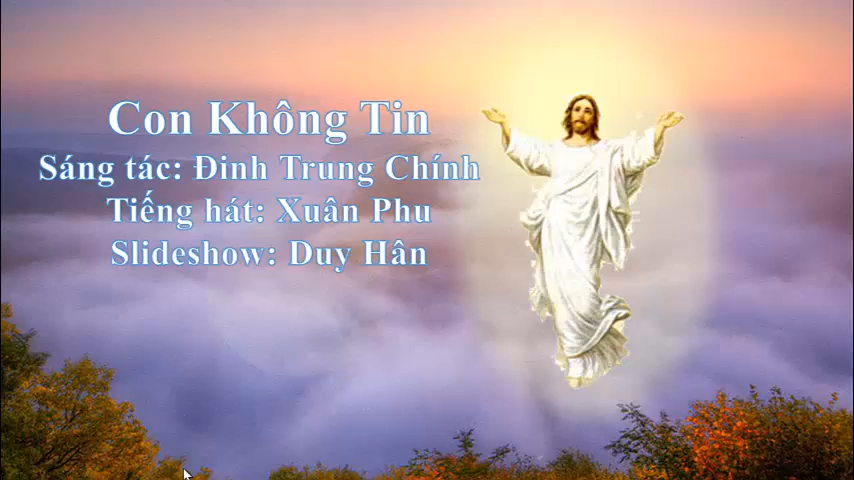 Con Không Tin
Sáng tác: Đinh Trung Chính
Tiếng hát: Xuân Phu
Slideshow: Duy Hân